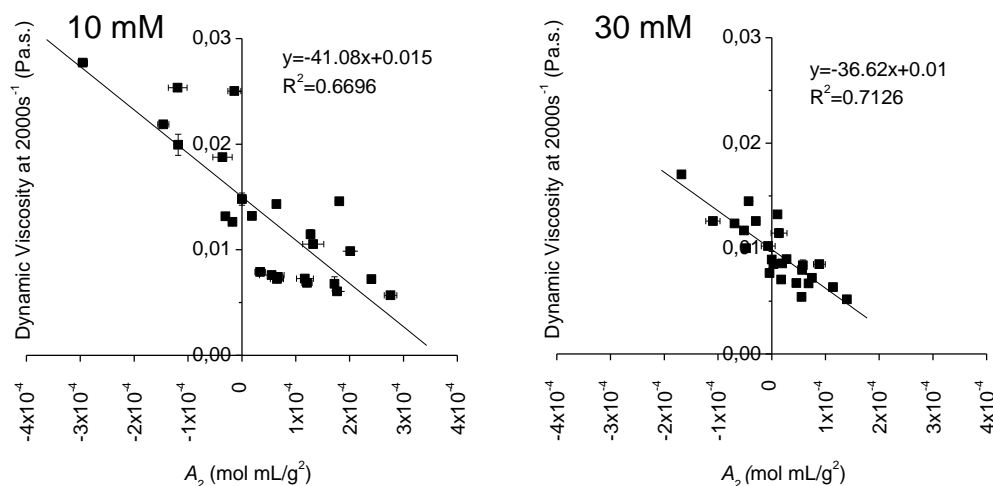 10 mM
y=-41.08x+0.015
R²=0.6696
Dynamic Viscosity at 2000s⁻¹ (Pa.s.)
0,03
0,02
0,01
0,00
-4x10⁻⁴
-3x10⁻⁴
-2x10⁻⁴
-1x10⁻⁴
0
1x10⁻⁴
2x10⁻⁴
3x10⁻⁴
4x10⁻⁴
A₂ (mol mL/g²)
30 mM
y=-36.62x+0.01
R²=0.7126
Dynamic Viscosity at 2000s⁻¹ (Pa.s.)
0,03
0,02
0,01
0,00
-4x10⁻⁴
-3x10⁻⁴
-2x10⁻⁴
-1x10⁻⁴
0
1x10⁻⁴
2x10⁻⁴
3x10⁻⁴
4x10⁻⁴
A₂ (mol mL/g²)